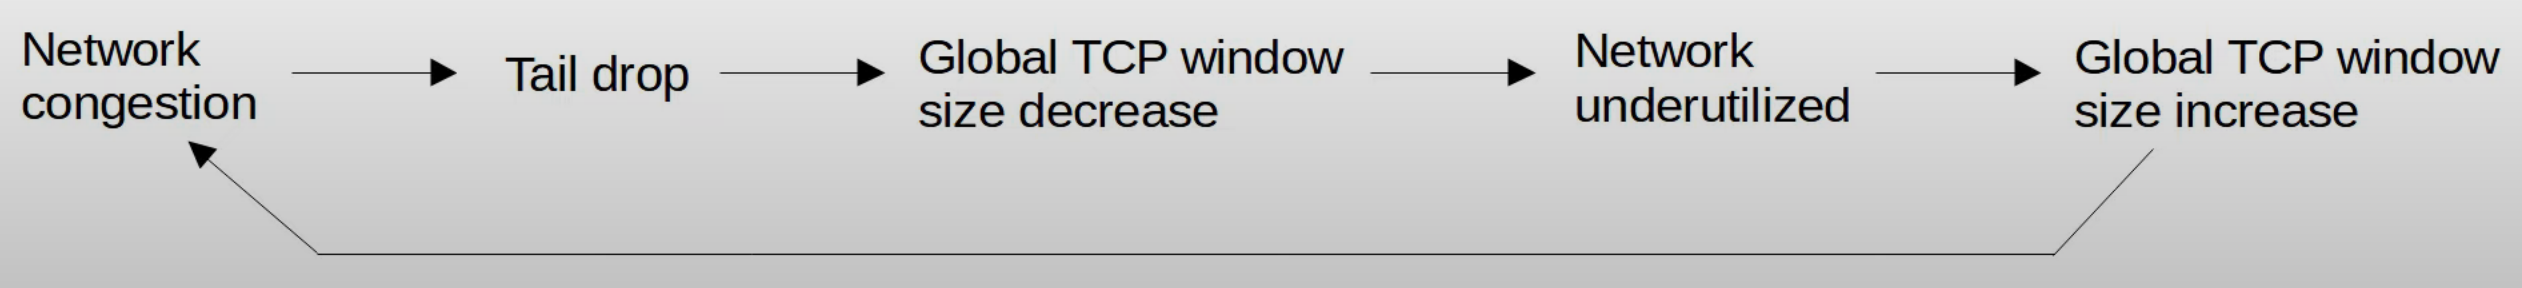 Network
congestion
Tail drop
Global TCP window
size decrease
Network
underutilized
Global TCP window
size increase